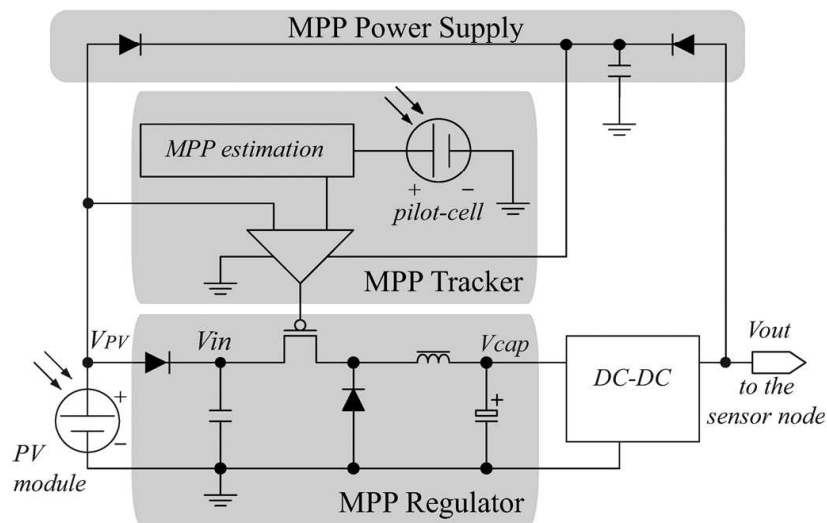 MPP Power Supply
MPP estimation
+ −
pilot-cell
MPP Tracker
VPV
Vin
Vcap
Vout
DC-DC
to the
sensor node
+
+
−
PV
module
MPP Regulator